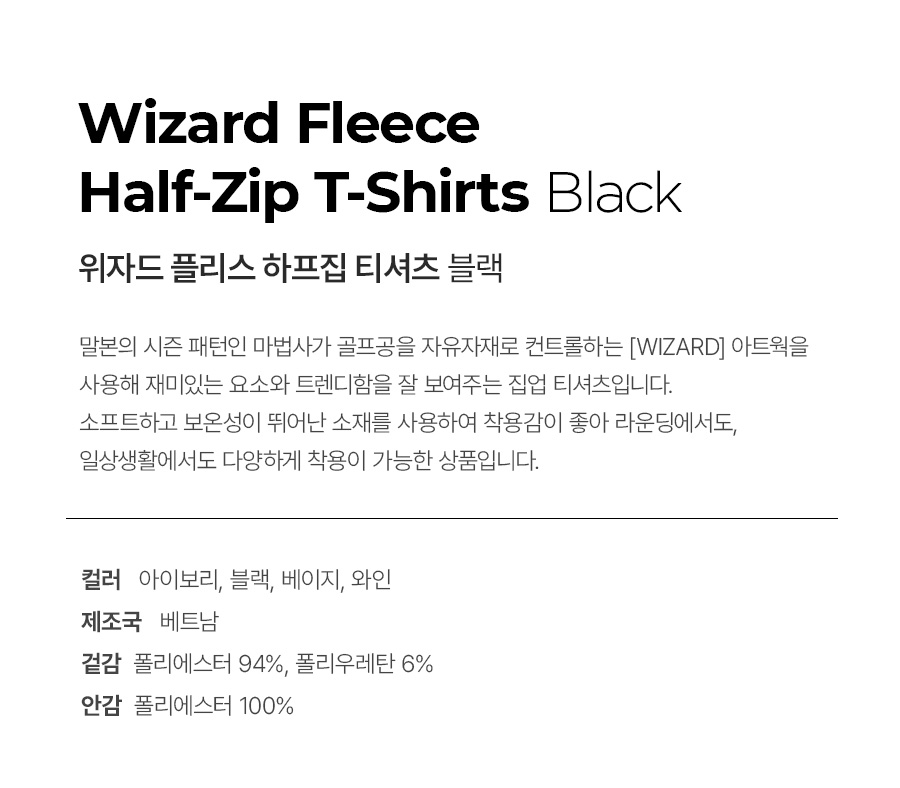 Wizard Fleece
Half-Zip T-Shirts Black
위자드 플리스 하프집 티셔츠 블랙
말본의 시즌 패턴인 마법사가 골프공을 자유자재로 컨트롤하는 [WIZARD] 아트웍을
사용해 재미있는 요소와 트렌디함을 잘 보여주는 집업 티셔츠입니다.
소프트하고 보온성이 뛰어난 소재를 사용하여 착용감이 좋아 라운딩에서도,
일상생활에서도 다양하게 착용이 가능한 상품입니다.
컬러 아이보리, 블랙, 베이지, 와인
제조국 베트남
겉감 폴리에스터 94%, 폴리우레탄 6%
안감 폴리에스터 100%